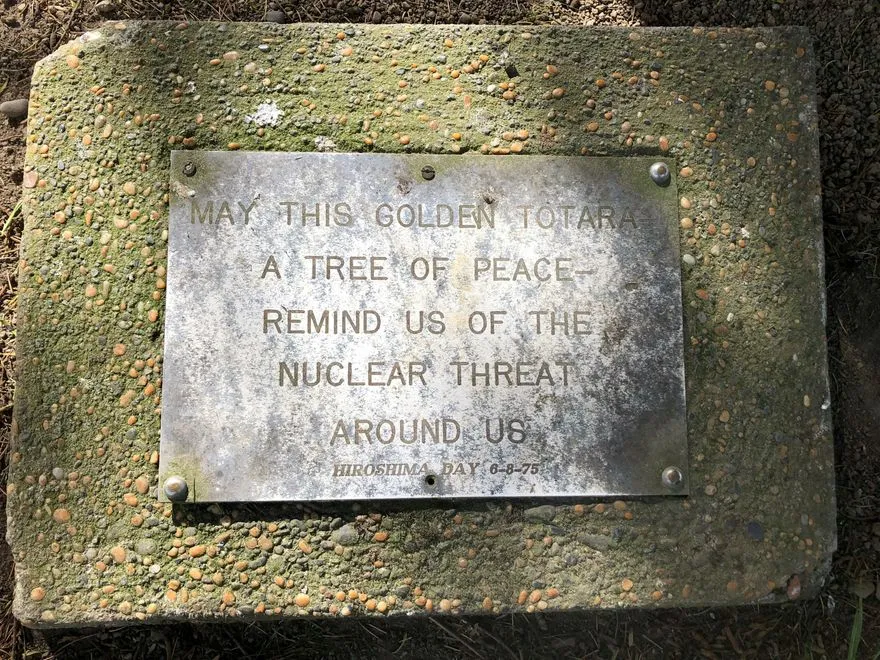 MAY THIS GOLDEN TOTARA-
A TREE OF PEACE-
REMIND US OF THE
NUCLEAR THREAT
AROUND US
HIROSHIMA DAY 6-8-75